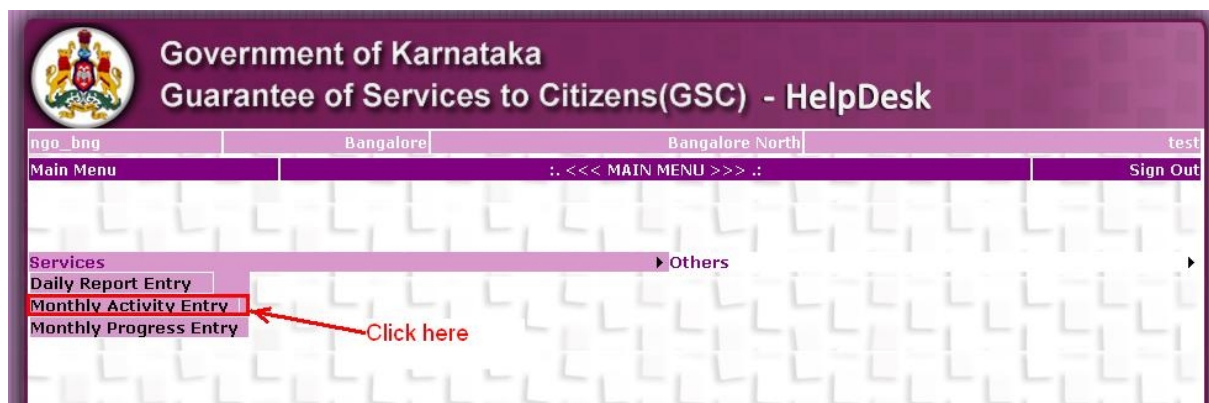 Government of Karnataka
Guarantee of Services to Citizens(GSC) - HelpDesk
ngo_bng Bangalore Bangalore North test
Main Menu :. <<< MAIN MENU >>> .: Sign Out
Services Others
Daily Report Entry
Monthly Activity Entry
Monthly Progress Entry
Click here